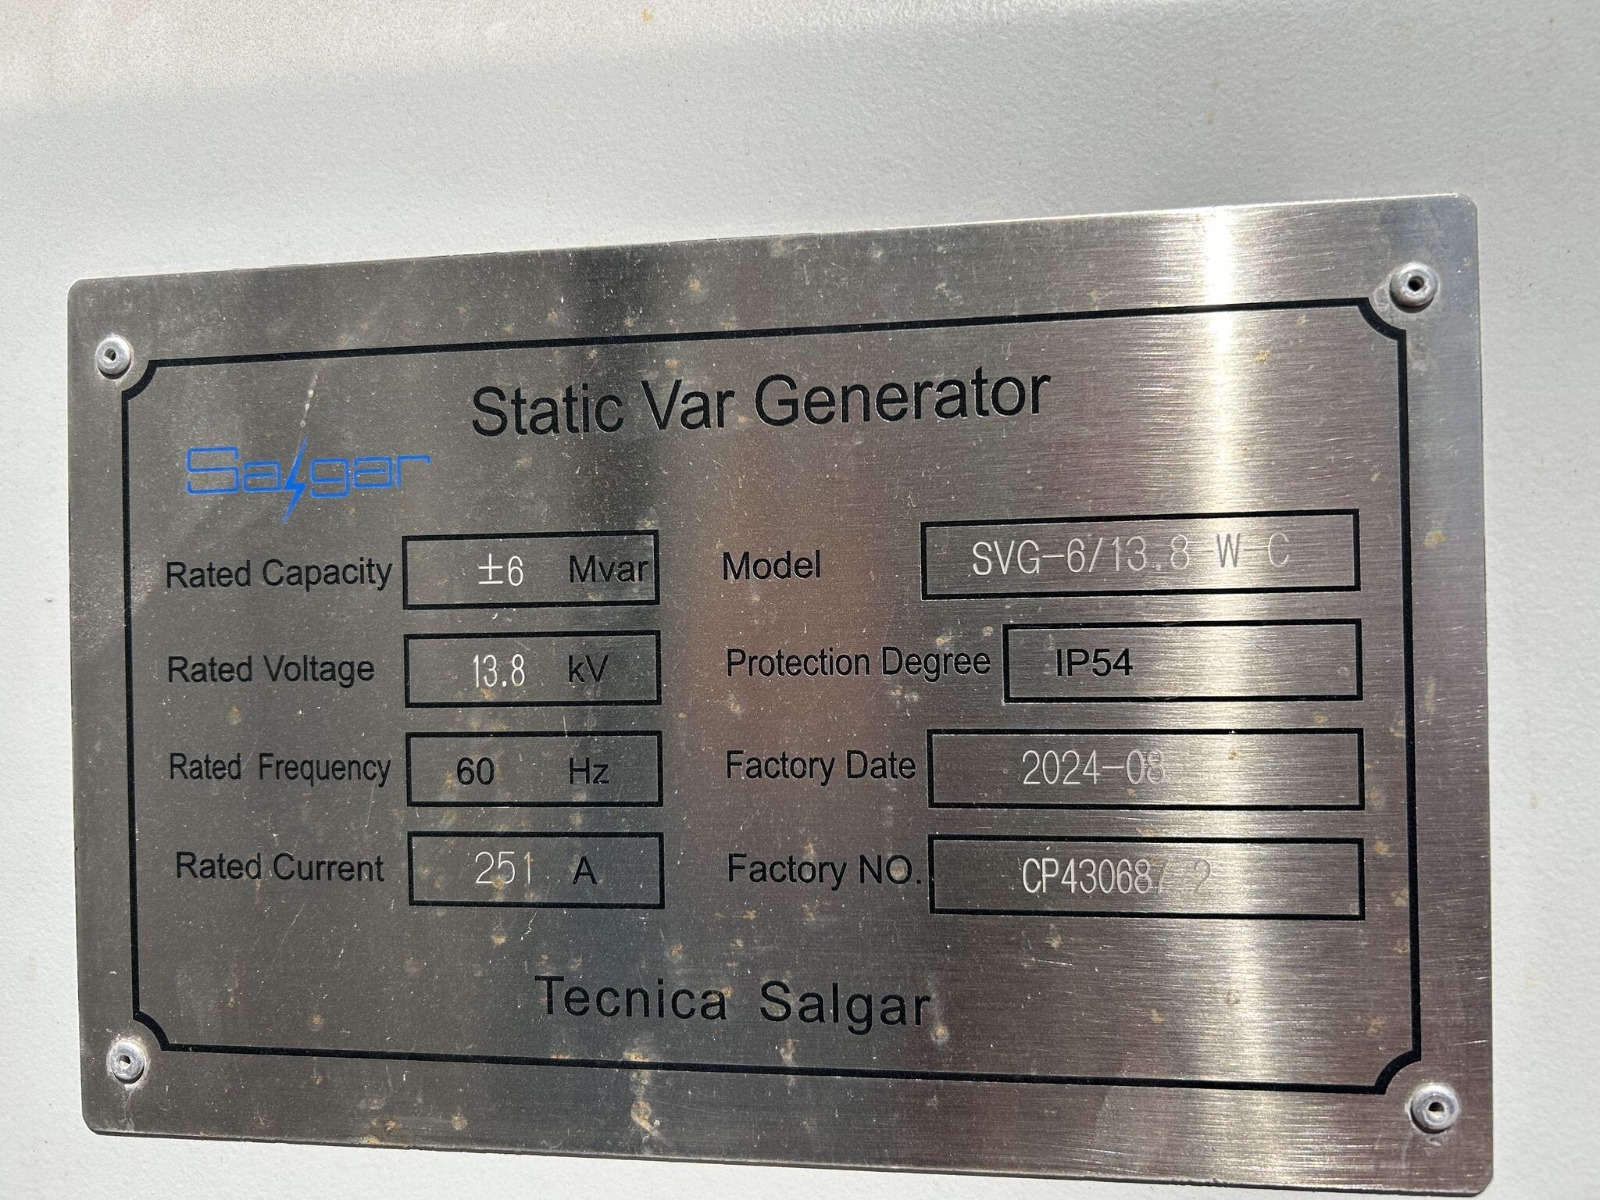 Static Var Generator
Salgar
Rated Capacity ±6 Mvar Model SVG-6/13.8 W-C
Rated Voltage 13.8 kV Protection Degree IP54
Rated Frequency 60 Hz Factory Date 2024-08
Rated Current 251 A Factory NO.
Tecnica Salgar